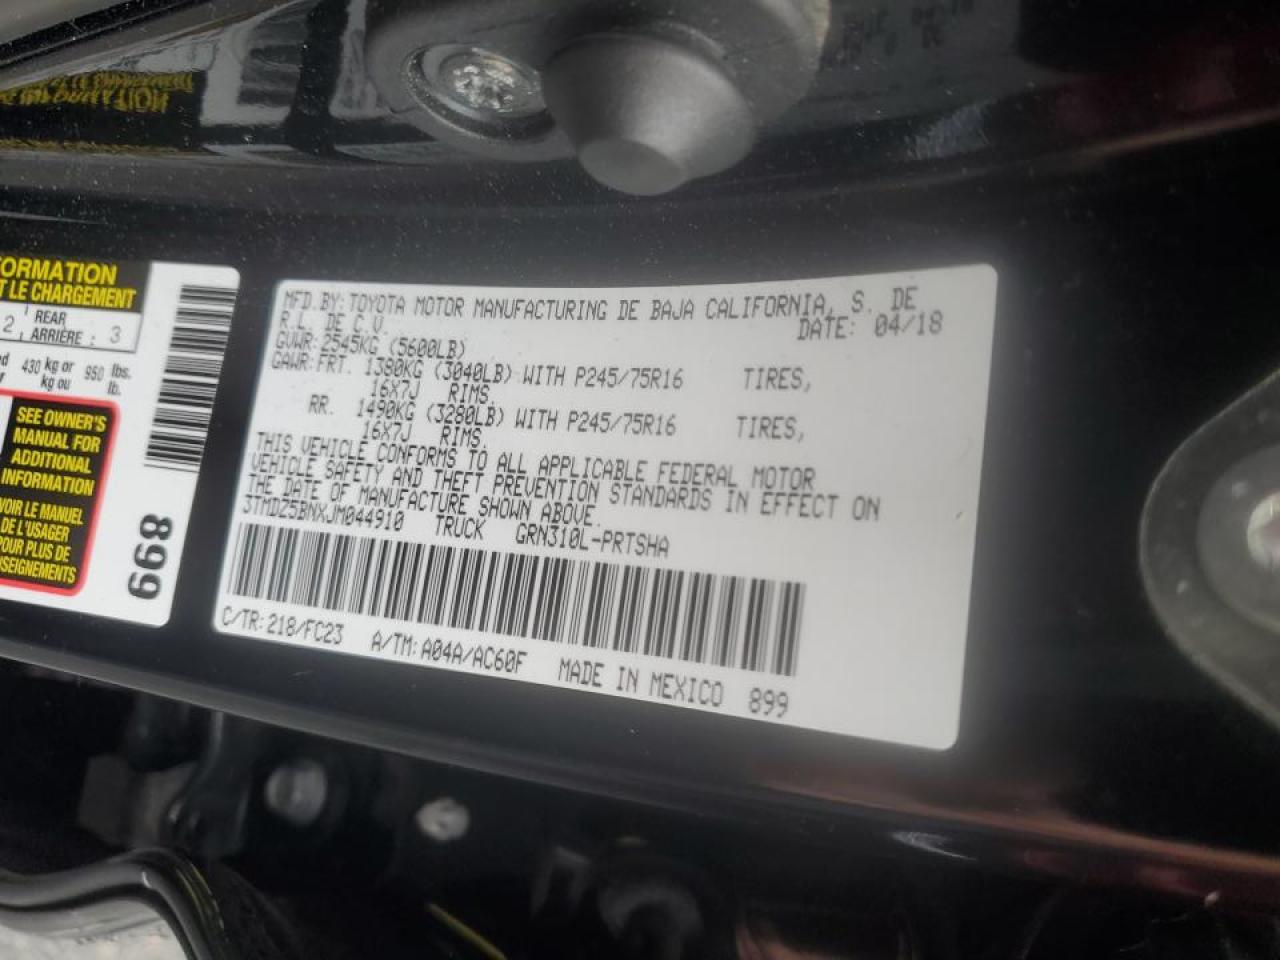 ORMATION
T LE CHARGEMENT
2 REAR ARRIÈRE : 3
430 kg or 950 lbs.
kg ou lb.
SEE OWNER'S
MANUAL FOR
ADDITIONAL
INFORMATION
VOIR LE MANUEL
DE L'USAGER
POUR PLUS DE
899
MFD.BY: TOYOTA MOTOR MANUFACTURING DE BAJA CALIFORNIA, S. DE
R.L. DE C.V. DATE: 04/18
GVWR: 2545KG (5600LB)
GAWR: FRT. 1380KG (3040LB) WITH P245/75R16 TIRES,
16X7J RIMS.
RR. 1490KG (3280LB) WITH P245/75R16 TIRES,
16X7J RIMS.
THIS VEHICLE CONFORMS TO ALL APPLICABLE FEDERAL MOTOR
VEHICLE SAFETY AND THEFT PREVENTION STANDARDS IN EFFECT ON
THE DATE OF MANUFACTURE SHOWN ABOVE.
3TMDZ5BNXJM044910 TRUCK GRN310L-PRTSHA
C/TR: 218/FC23 A/TM: A04A/AC60F MADE IN MEXICO 899